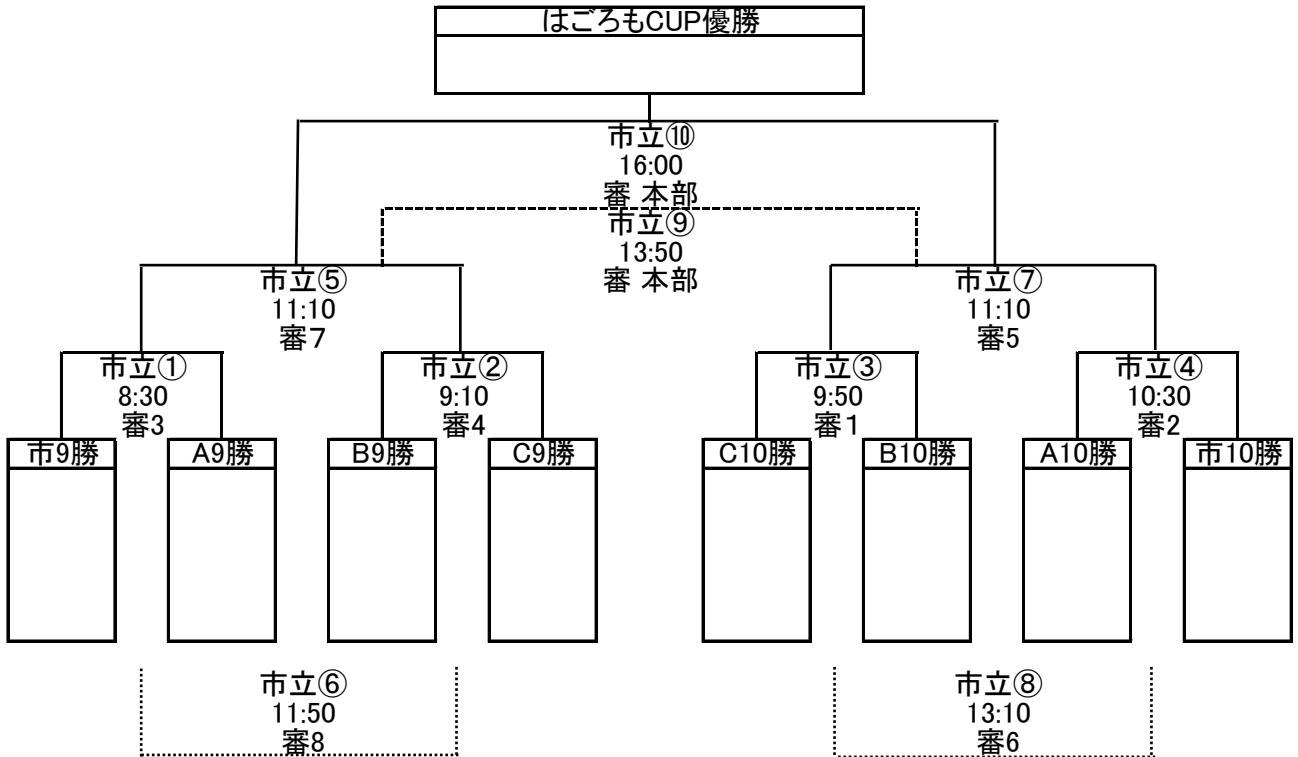 はごろもCUP優勝
市立⑩
16:00
審 本部
市立⑨
13:50
審 本部
市立⑤
11:10
審7
市立⑦
11:10
審5
市立①
8:30
審3
市立②
9:10
審4
市立③
9:50
審1
市立④
10:30
審2
市9勝
A9勝
B9勝
C9勝
C10勝
B10勝
A10勝
市10勝
市立⑥
11:50
審8
市立⑧
13:10
審6